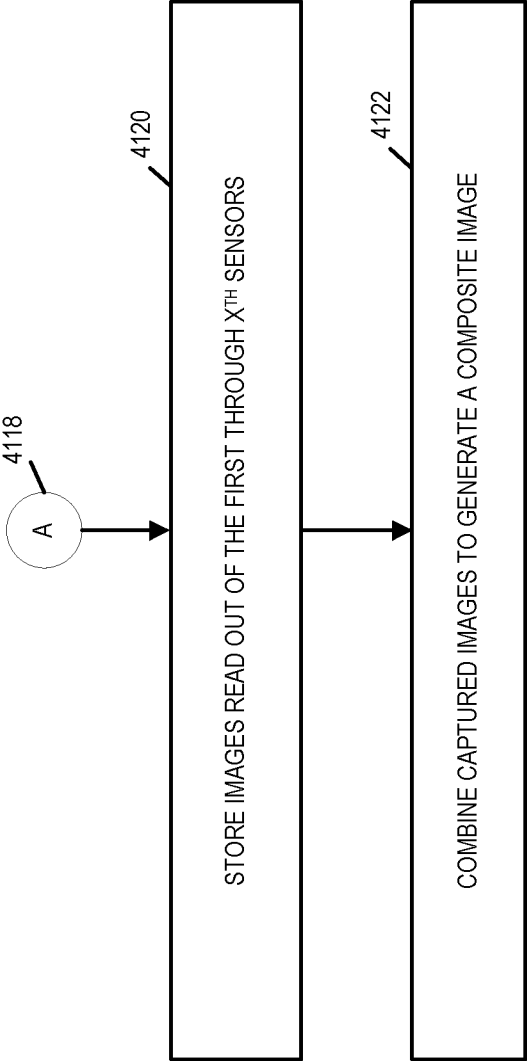 4118
A
4120
STORE IMAGES READ OUT OF THE FIRST THROUGH XTH SENSORS
4122
COMBINE CAPTURED IMAGES TO GENERATE A COMPOSITE IMAGE